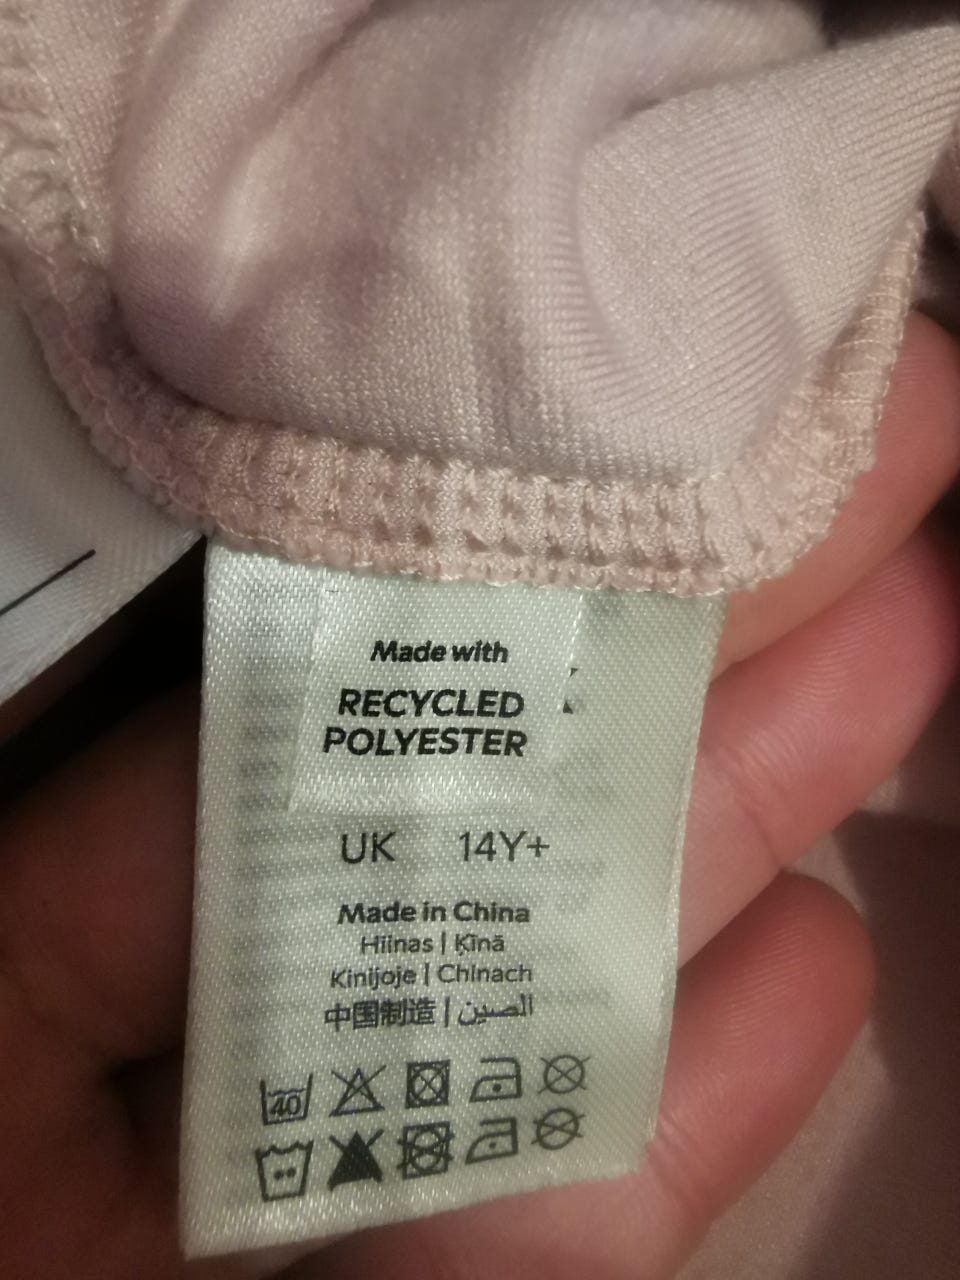 Made with
RECYCLED
POLYESTER
UK 14Y+
Made in China
Hiinas | Ķīnā
Kinijoje | Chinach
中国制造 | الصين
40